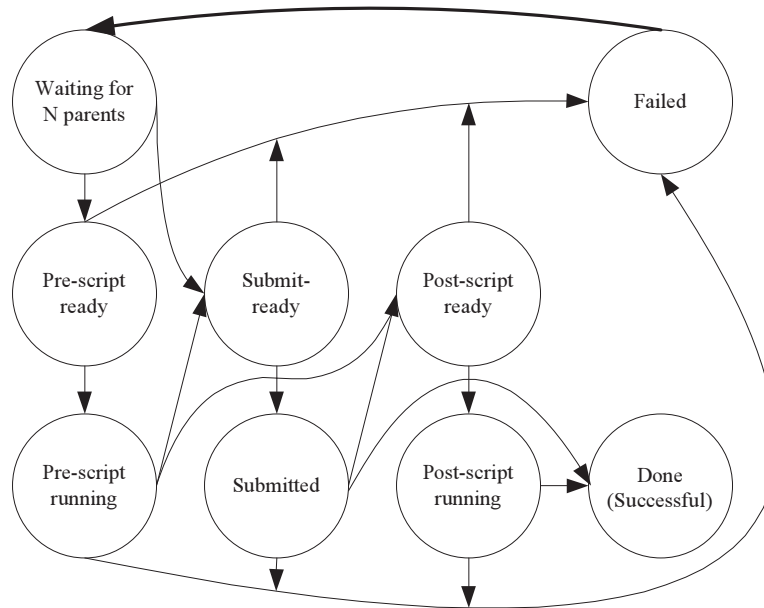 Waiting for
N parents
Failed
Pre-script
ready
Submit-
ready
Post-script
ready
Pre-script
running
Submitted
Post-script
running
Done
(Successful)